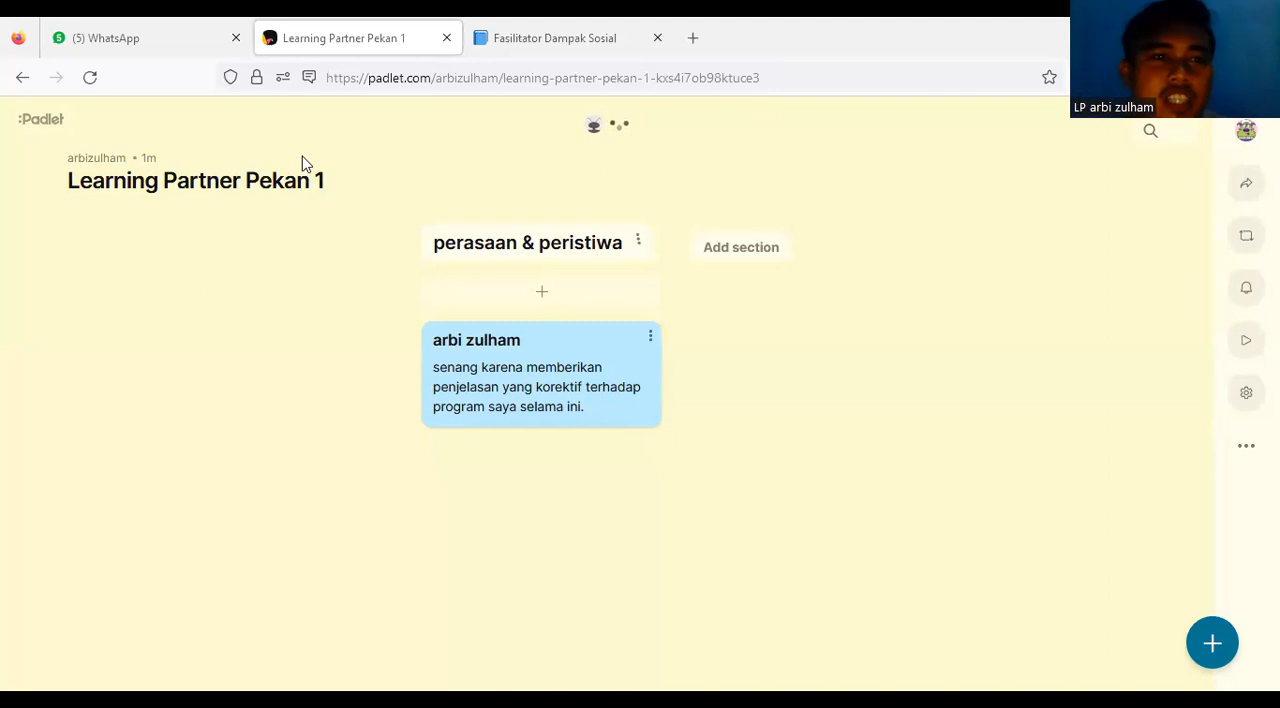 (5) WhatsApp
Learning Partner Pekan 1
Fasilitator Dampak Sosial
https://padlet.com/arbizulham/learning-partner-pekan-1-kxs4i7ob98ktuce3
LP arbi zulham
:Padlet
arbizulham • 1m
Learning Partner Pekan 1
perasaan & peristiwa
Add section
arbi zulham
senang karena memberikan
penjelasan yang korektif terhadap
program saya selama ini.